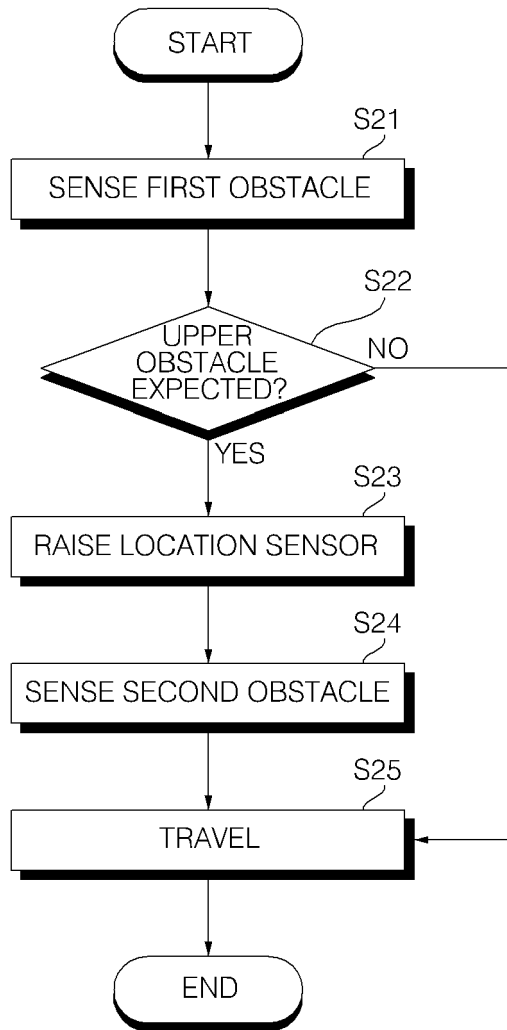 START
S21
SENSE FIRST OBSTACLE
S22
UPPER
OBSTACLE
EXPECTED?
NO
YES
S23
RAISE LOCATION SENSOR
S24
SENSE SECOND OBSTACLE
S25
TRAVEL
END